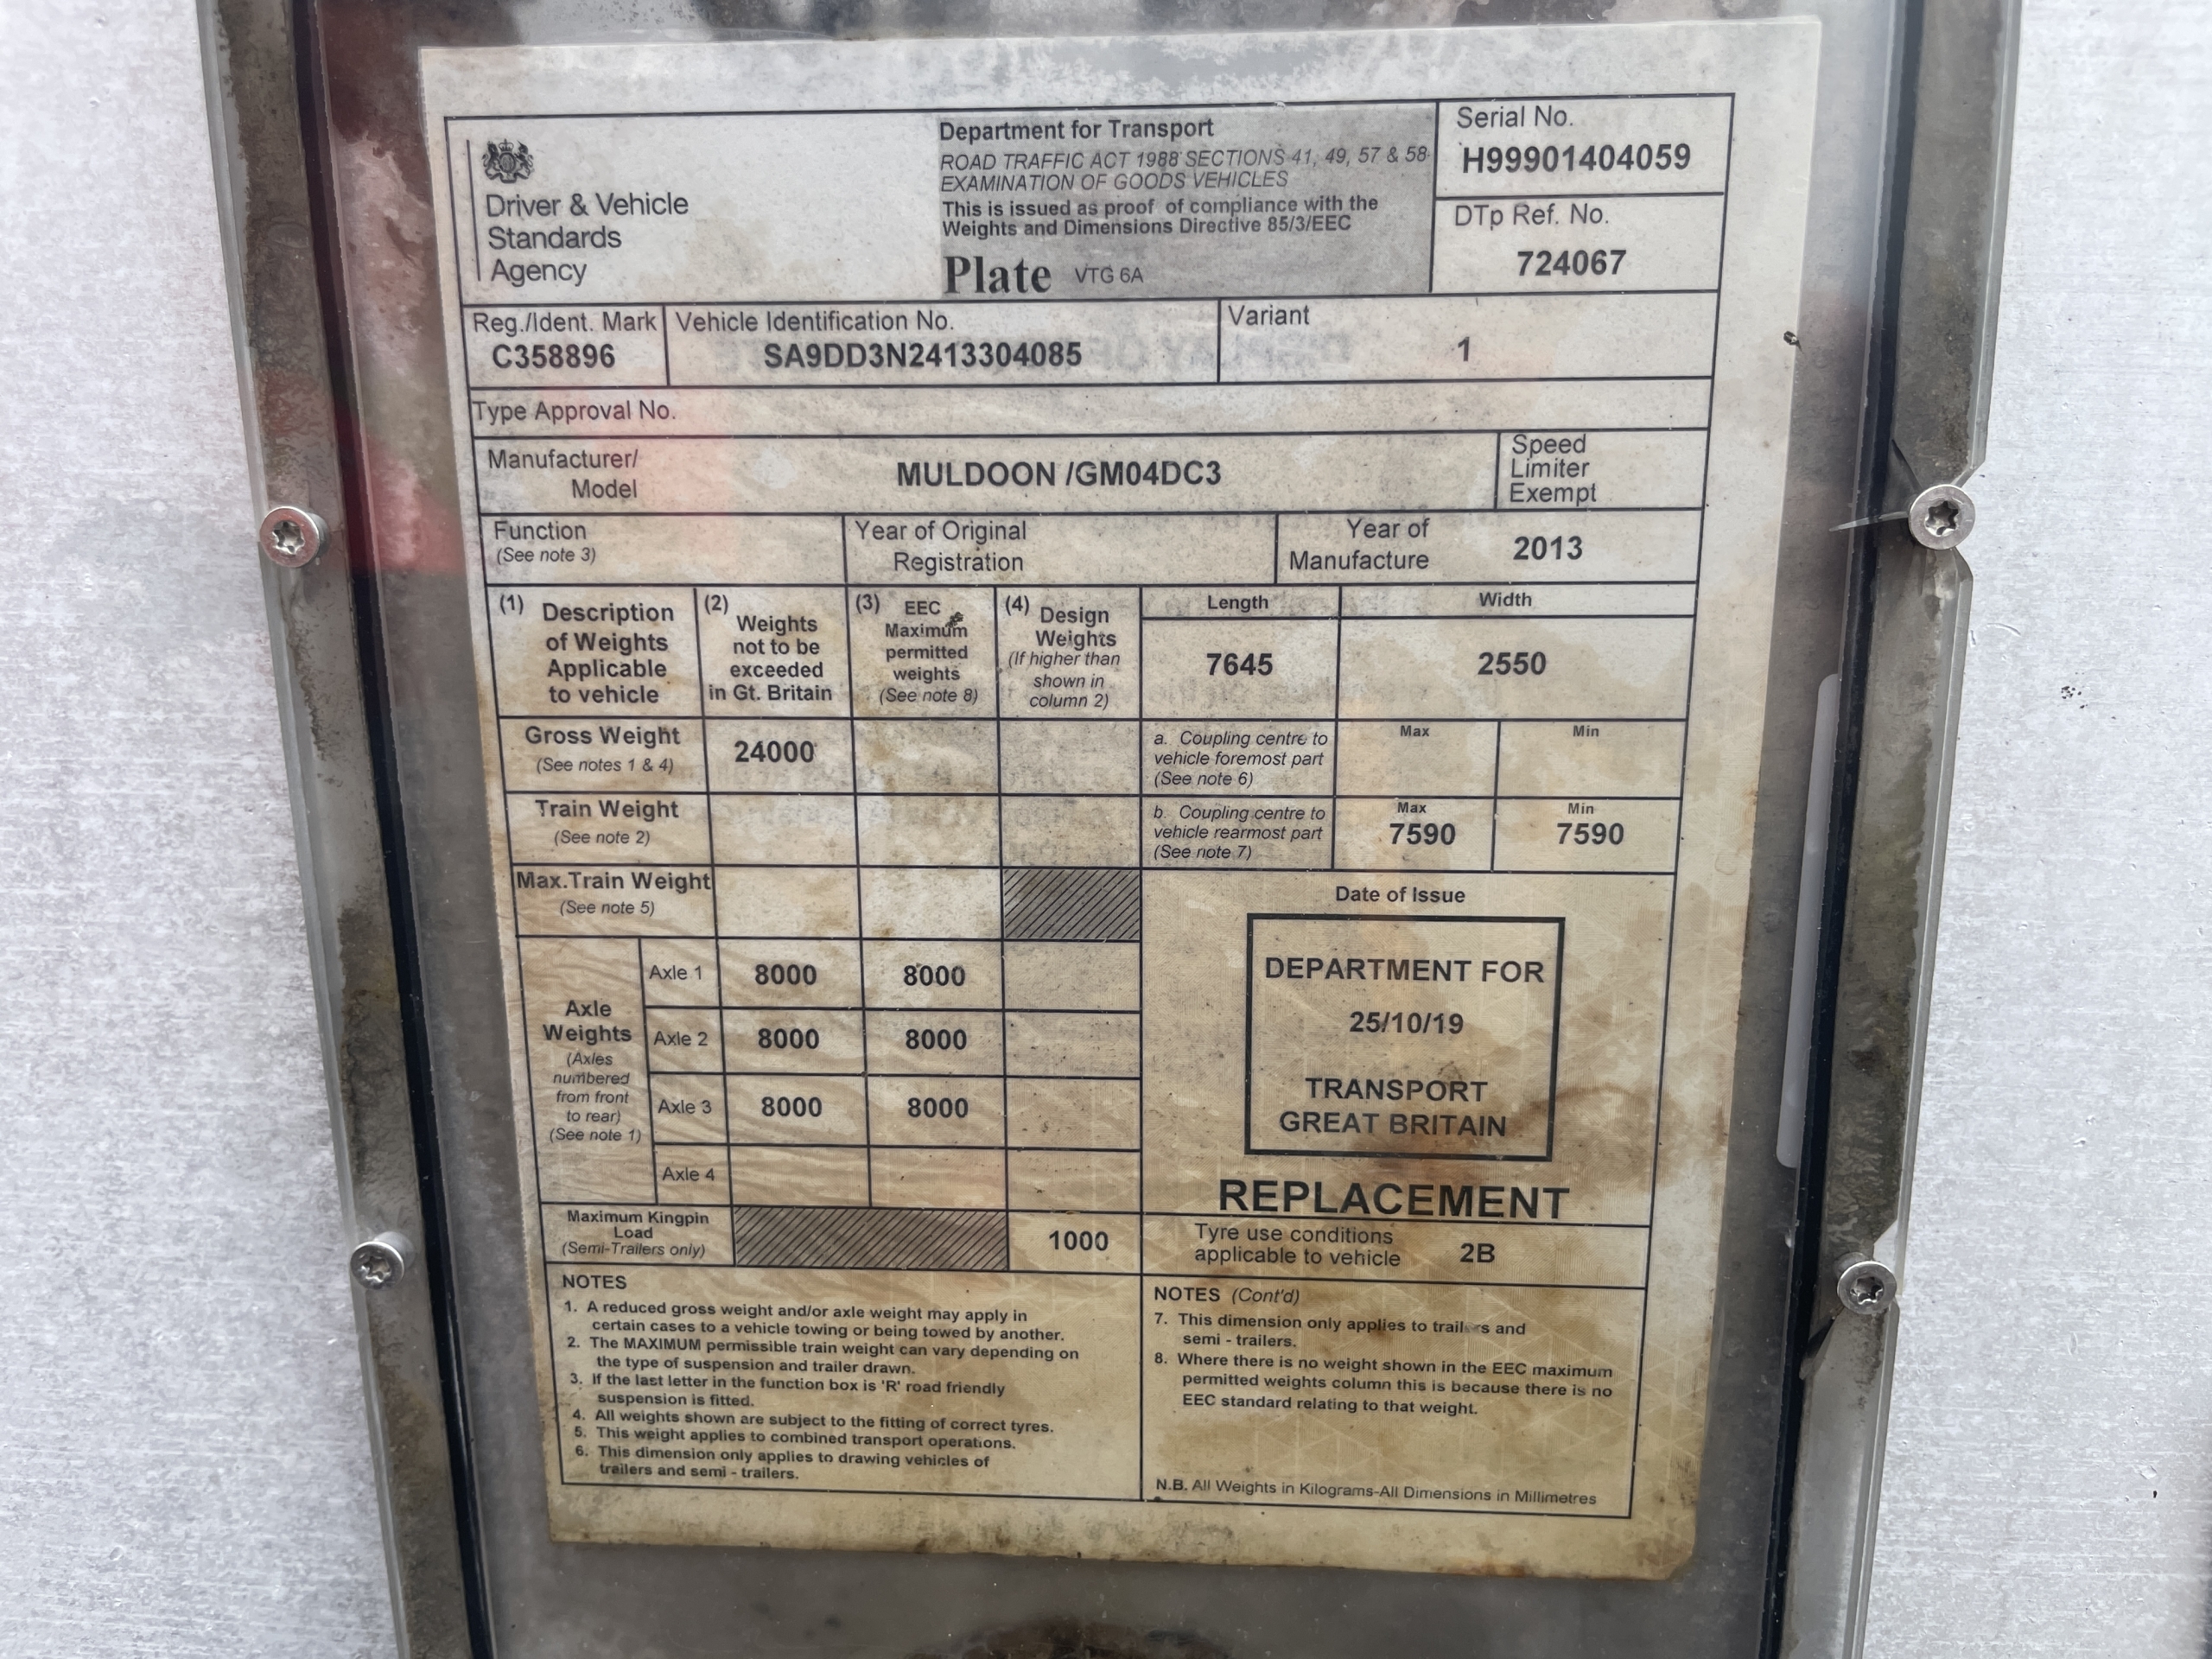 Driver & Vehicle
Standards
Agency
Department for Transport
ROAD TRAFFIC ACT 1988 SECTIONS 41, 49, 57 & 58
EXAMINATION OF GOODS VEHICLES
This is issued as proof of compliance with the
Weights and Dimensions Directive 85/3/EEC
Plate VTG 6A
Serial No.
H99901404059
DTp Ref. No.
724067
Reg./Ident. Mark
C358896
Vehicle Identification No.
SA9DD3N2413304085
Variant
1
Type Approval No.
Manufacturer/
Model
MULDOON /GM04DC3
Speed
Limiter
Exempt
Function
(See note 3)
Year of Original
Registration
Year of
Manufacture
2013
(1) Description
of Weights
Applicable
to vehicle
(2) Weights
not to be
exceeded
in Gt. Britain
(3) EEC
Maximum
permitted
weights
(See note 8)
(4) Design
Weights
(If higher than
shown in
column 2)
Length
7645
Width
2550
Gross Weight
(See notes 1 & 4)
24000
a. Coupling centre to
vehicle foremost part
(See note 6)
Max
Min
Train Weight
(See note 2)
b. Coupling centre to
vehicle rearmost part
(See note 7)
Max
7590
Min
7590
Max.Train Weight
(See note 5)
Axle
Weights
(Axles
numbered
from front
to rear)
(See note 1)
Axle 1 8000 8000
Axle 2 8000 8000
Axle 3 8000 8000
Axle 4
Date of Issue
DEPARTMENT FOR
25/10/19
TRANSPORT
GREAT BRITAIN
REPLACEMENT
Maximum Kingpin
Load
(Semi-Trailers only)
1000
Tyre use conditions
applicable to vehicle
2B
NOTES
1. A reduced gross weight and/or axle weight may apply in
certain cases to a vehicle towing or being towed by another.
2. The MAXIMUM permissible train weight can vary depending on
the type of suspension and trailer drawn.
3. If the last letter in the function box is 'R' road friendly
suspension is fitted.
4. All weights shown are subject to the fitting of correct tyres.
5. This weight applies to combined transport operations.
6. This dimension only applies to drawing vehicles of
trailers and semi - trailers.
NOTES (Cont'd)
7. This dimension only applies to trailers and
semi - trailers.
8. Where there is no weight shown in the EEC maximum
permitted weights column this is because there is no
EEC standard relating to that weight.
N.B. All Weights in Kilograms-All Dimensions in Millimetres